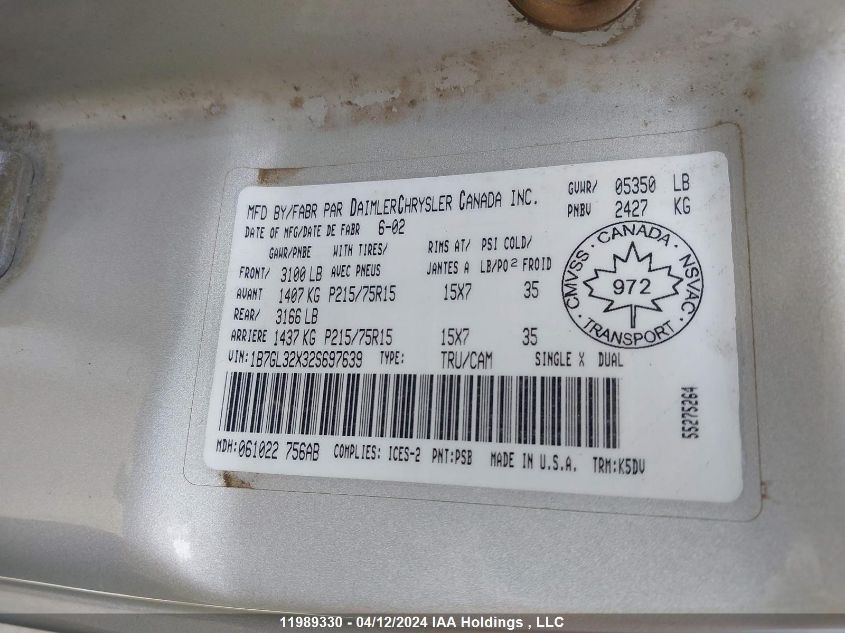 MFD BY/FABR PAR DAIMLERCHRYSLER CANADA INC.
GVWR/ 05350 LB
PNBV 2427 KG
DATE OF MFG/DATE DE FABR 6-02
GAWR/PNBE WITH TIRES/ RIMS AT/ PSI COLD/
FRONT/ 3100 LB AVEC PNEUS JANTES A LB/PO2 FROID
AVANT 1407 KG P215/75R15 15X7 35
REAR/ 3166 LB
ARRIERE 1437 KG P215/75R15 15X7 35
CMVSS · CANADA · NSVAC · TRANSPORT ·
972
VIN:1B7GL32X32S697639 TYPE: TRU/CAM SINGLE X DUAL
55275264
MDH:061022 756AB COMPLIES: ICES-2 PNT:PSB MADE IN U.S.A. TRM:K5DV
11989330 - 04/12/2024 IAA Holdings , LLC